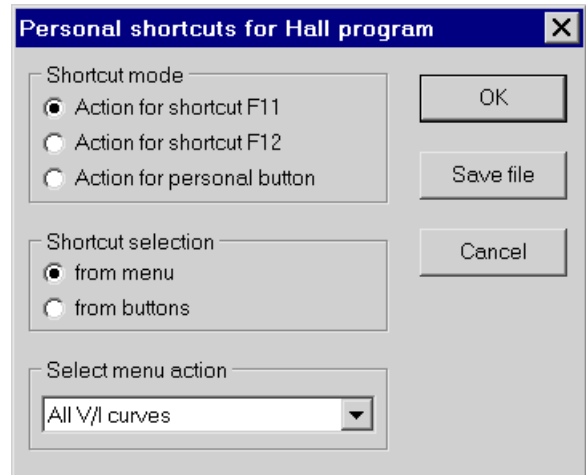 Personal shortcuts for Hall program
Shortcut mode
Action for shortcut F11
Action for shortcut F12
Action for personal button
OK
Save file
Cancel
Shortcut selection
from menu
from buttons
Select menu action
All V/I curves